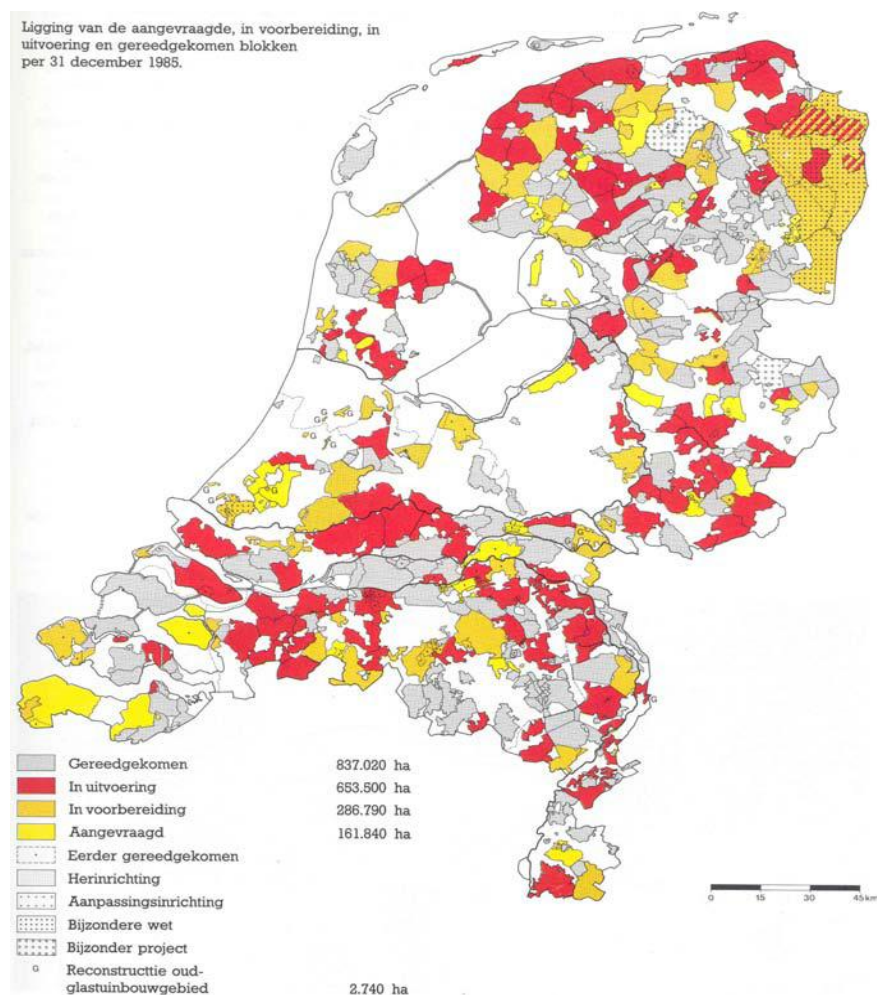 Ligging van de aangevraagde, in voorbereiding, in
uitvoering en gereedgekomen blokken
per 31 december 1985.
G
G
G
G
G
G
G
G
G
G
Gereedgekomen 837.020 ha
In uitvoering 653.500 ha
In voorbereiding 286.790 ha
Aangevraagd 161.840 ha
Eerder gereedgekomen
Herinrichting
Aanpassingsinrichting
Bijzondere wet
Bijzonder project
G Reconstructtie oud-
glastuinbouwgebied 2.740 ha
0 15 30 45 km